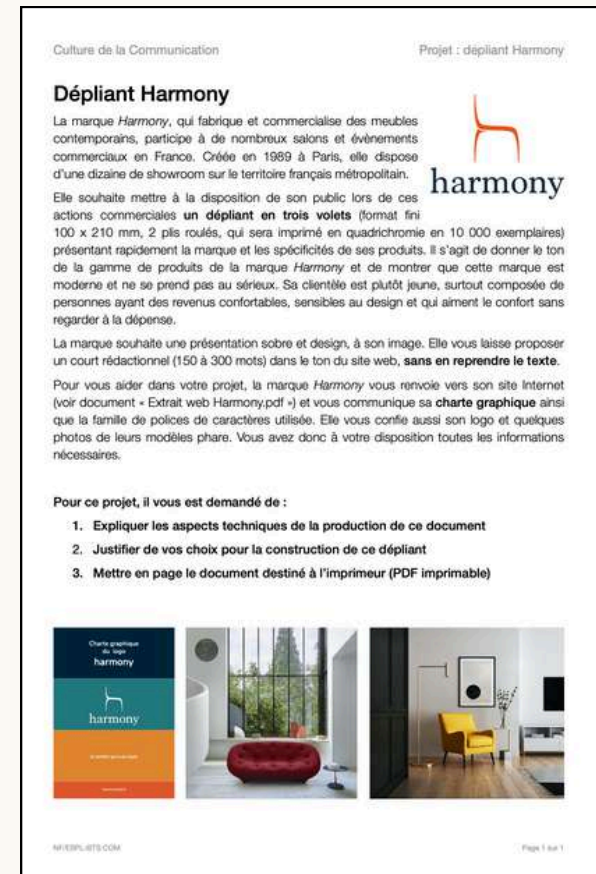 Culture de la Communication
Projet : dépliant Harmony
Dépliant Harmony
La marque Harmony, qui fabrique et commercialise des meubles
contemporains, participe à de nombreux salons et évènements
commerciaux en France. Créée en 1989 à Paris, elle dispose
d'une dizaine de showroom sur le territoire français métropolitain.
harmony
Elle souhaite mettre à la disposition de son public lors de ces
actions commerciales un dépliant en trois volets (format fini
100 x 210 mm, 2 plis roulés, qui sera imprimé en quadrichromie en 10 000 exemplaires)
présentant rapidement la marque et les spécificités de ses produits. Il s'agit de donner le ton
de la gamme de produits de la marque Harmony et de montrer que cette marque est
moderne et ne se prend pas au sérieux. Sa clientèle est plutôt jeune, surtout composée de
personnes ayant des revenus confortables, sensibles au design et qui aiment le confort sans
regarder à la dépense.
La marque souhaite une présentation sobre et design, à son image. Elle vous laisse proposer
un court rédactionnel (150 à 300 mots) dans le ton du site web, sans en reprendre le texte.
Pour vous aider dans votre projet, la marque Harmony vous renvoie vers son site Internet
(voir document « Extrait web Harmony.pdf ») et vous communique sa charte graphique ainsi
que la famille de polices de caractères utilisée. Elle vous confie aussi son logo et quelques
photos de leurs modèles phare. Vous avez donc à votre disposition toutes les informations
nécessaires.
Pour ce projet, il vous est demandé de :
1. Expliquer les aspects techniques de la production de ce document
2. Justifier de vos choix pour la construction de ce dépliant
3. Mettre en page le document destiné à l'imprimeur (PDF imprimable)
Charte graphique
du logo
harmony
harmony
Page 1 sur 1